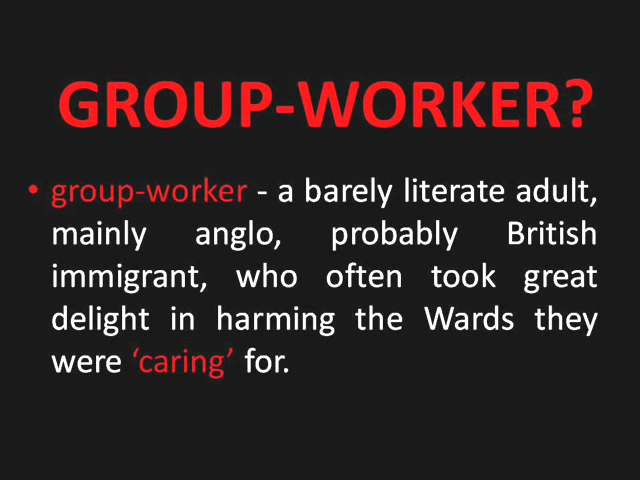 GROUP-WORKER?
• group-worker - a barely literate adult,
mainly anglo, probably British
immigrant, who often took great
delight in harming the Wards they
were ‘caring’ for.